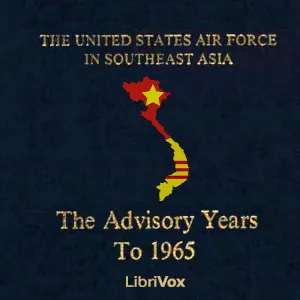 THE UNITED STATES AIR FORCE
IN SOUTHEAST ASIA
The Advisory Years
To 1965
LibriVox